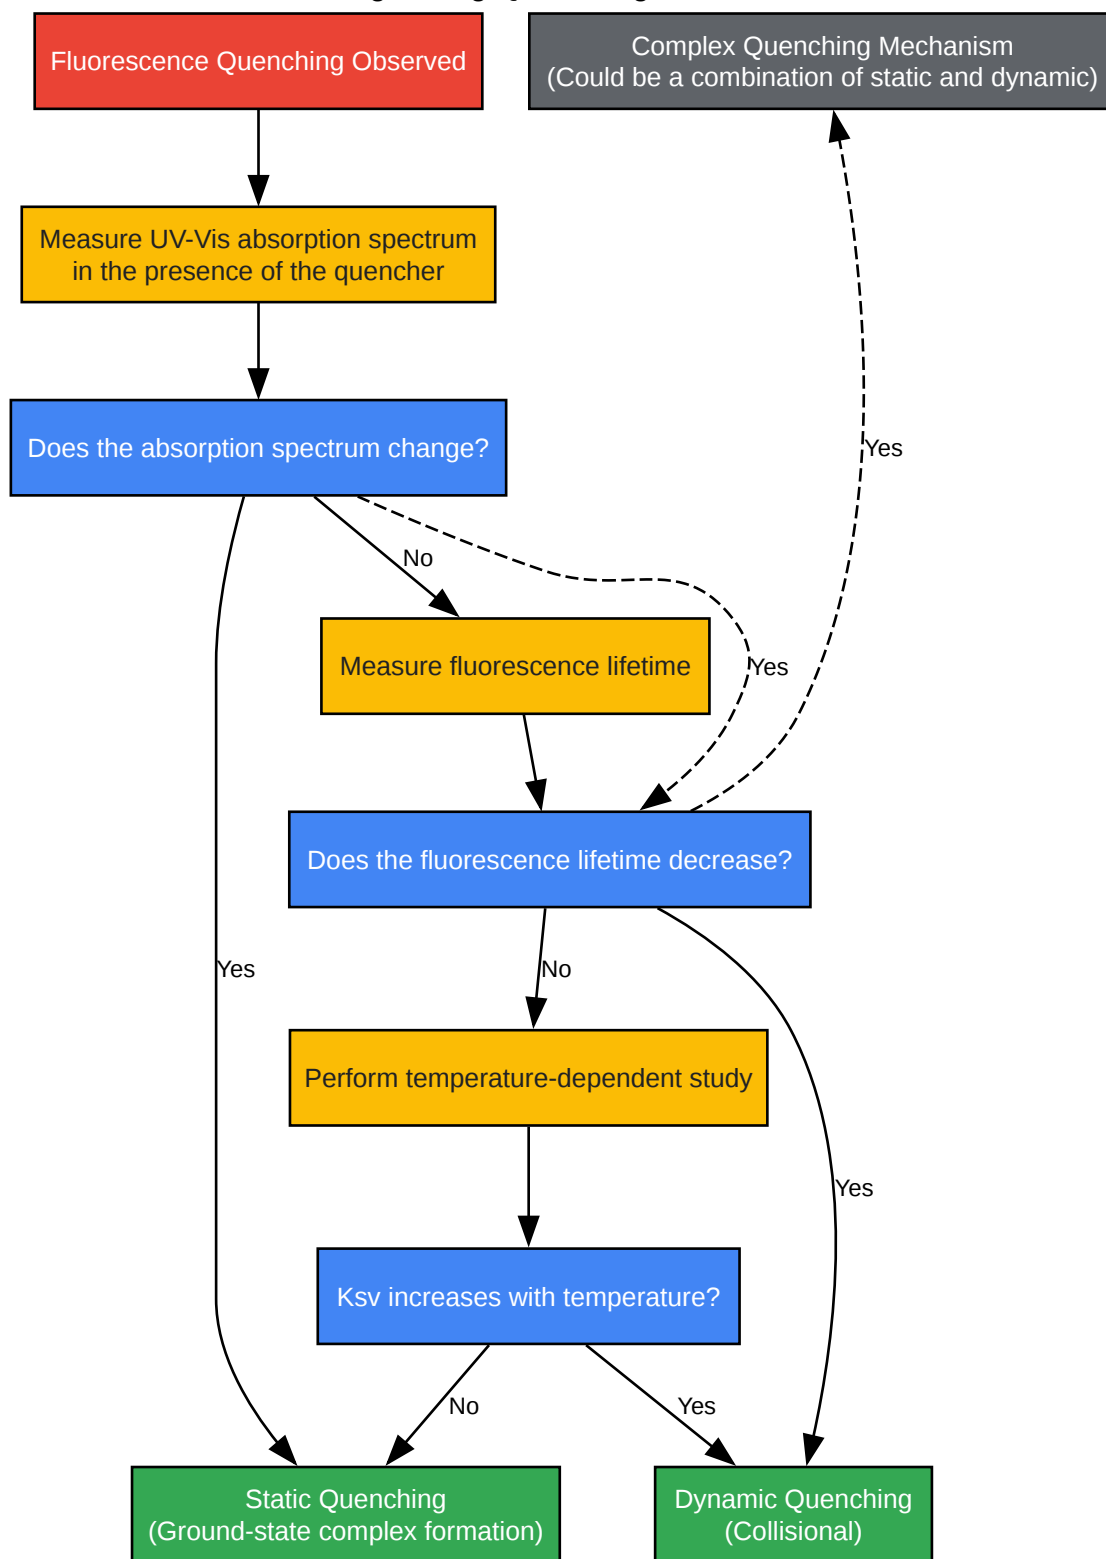 Fluorescence Quenching Observed
Complex Quenching Mechanism
(Could be a combination of static and dynamic)
Measure UV-Vis absorption spectrum
in the presence of the quencher
Does the absorption spectrum change?
Yes
No
Measure fluorescence lifetime
Yes
Does the fluorescence lifetime decrease?
Yes
No
Perform temperature-dependent study
Yes
Ksv increases with temperature?
No
Yes
Static Quenching
(Ground-state complex formation)
Dynamic Quenching
(Collisional)